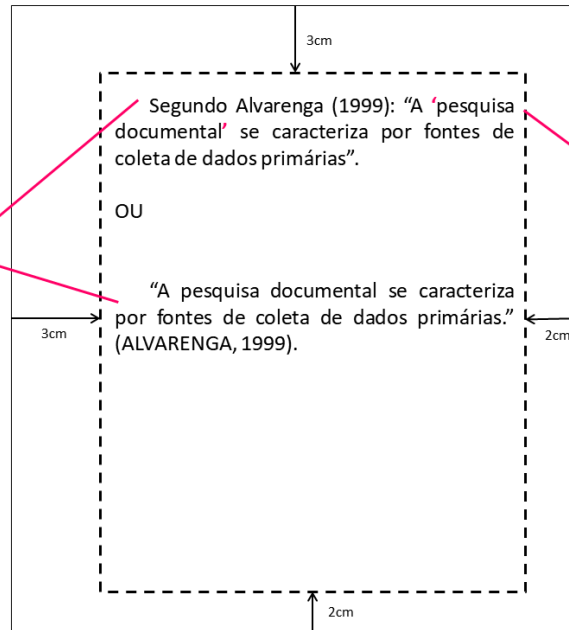 3cm
Segundo Alvarenga (1999): “A ‘pesquisa
documental’ se caracteriza por fontes de
coleta de dados primárias”.
OU
“A pesquisa documental se caracteriza
por fontes de coleta de dados primárias.”
(ALVARENGA, 1999).
3cm
2cm
2cm